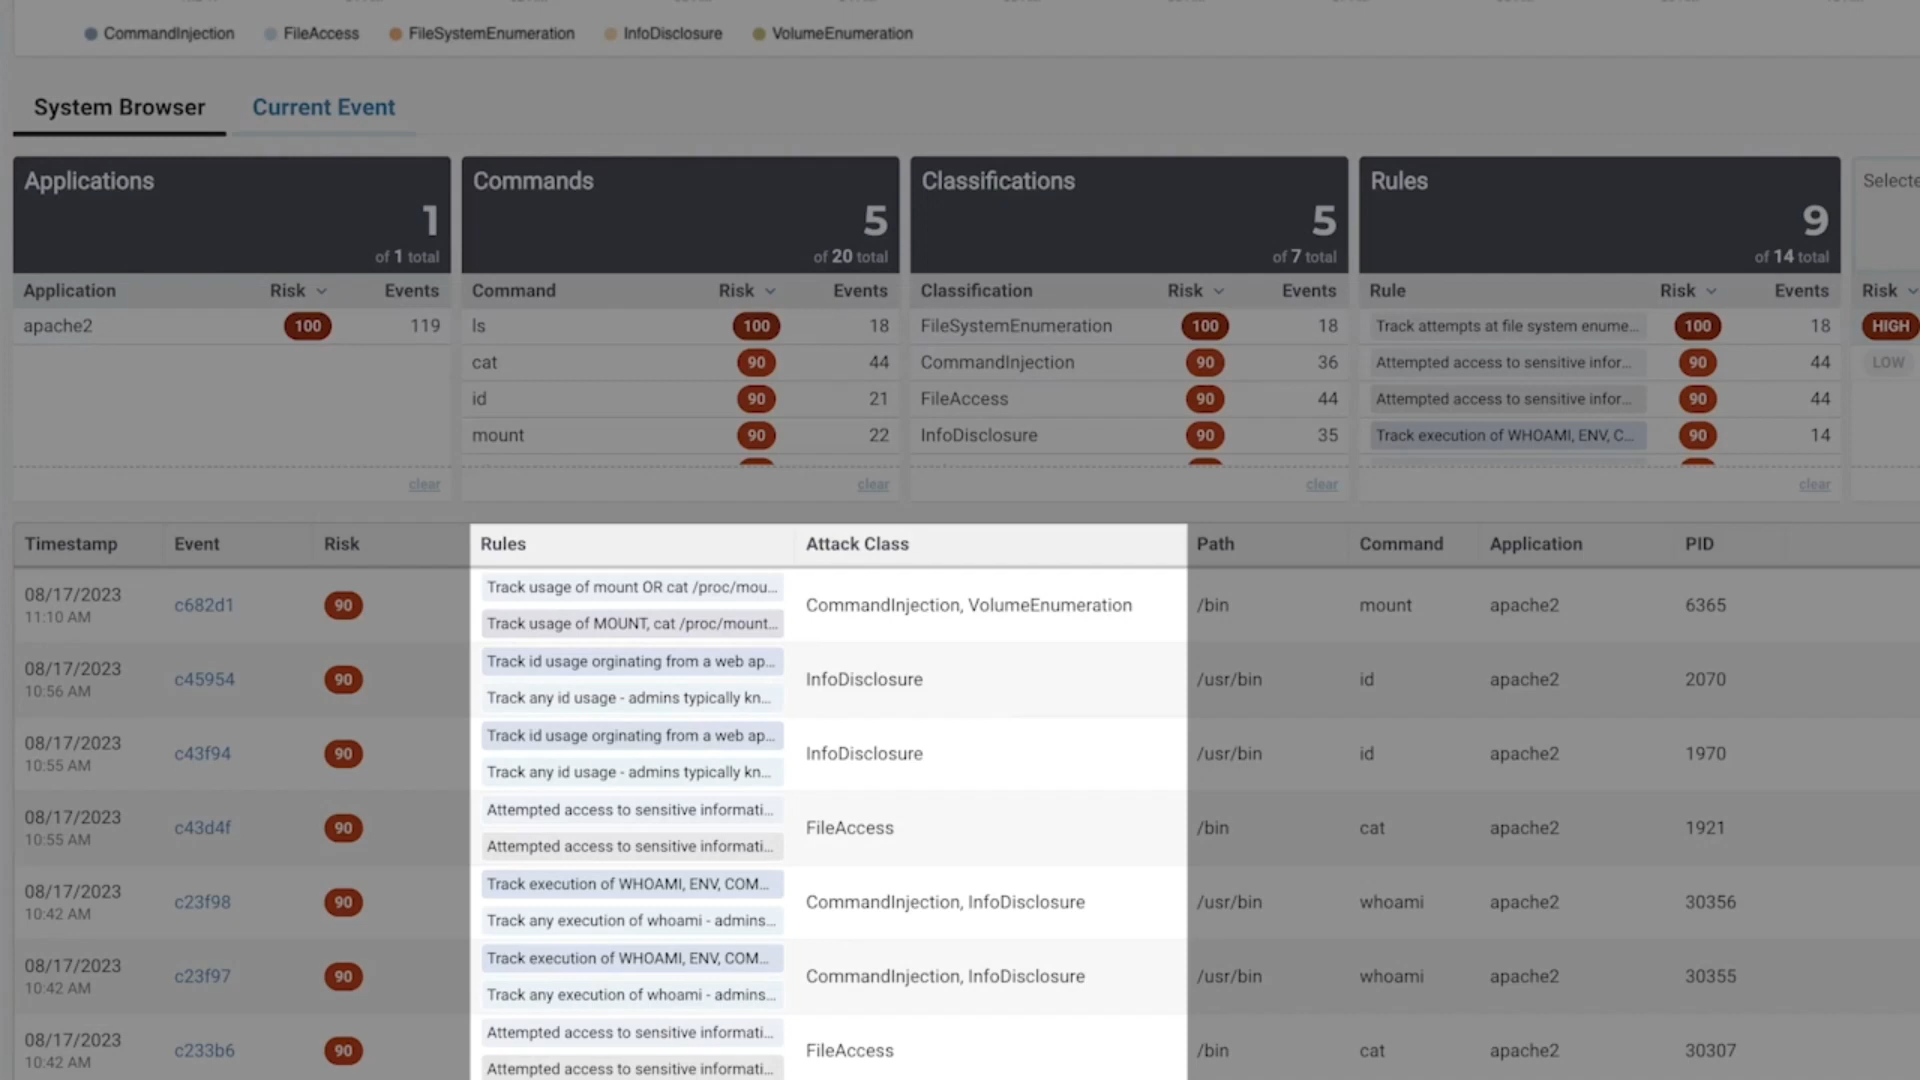 CommandInjection FileAccess FileSystemEnumeration InfoDisclosure VolumeEnumeration
System Browser Current Event
Applications
1
of 1 total
Application Risk Events
apache2 100 119
clear
Commands
5
of 20 total
Command Risk Events
ls 100 18
cat 90 44
id 90 21
mount 90 22
clear
Classifications
5
of 7 total
Classification Risk Events
FileSystemEnumeration 100 18
CommandInjection 90 36
FileAccess 90 44
InfoDisclosure 90 35
clear
Rules
9
of 14 total
Rule Risk Events
Track attempts at file system enume... 100 18
Attempted access to sensitive infor... 90 44
Attempted access to sensitive infor... 90 44
Track execution of WHOAMI, ENV, C... 90 14
clear
Risk
HIGH
LOW
Timestamp Event Risk Rules Attack Class Path Command Application PID
08/17/2023
11:10 AM
c682d1 90
Track usage of mount OR cat /proc/mou...
Track usage of MOUNT, cat /proc/mount...
CommandInjection, VolumeEnumeration /bin mount apache2 6365
08/17/2023
10:56 AM
c45954 90
Track id usage orginating from a web ap...
Track any id usage - admins typically kn...
InfoDisclosure /usr/bin id apache2 2070
08/17/2023
10:55 AM
c43f94 90
Track id usage orginating from a web ap...
Track any id usage - admins typically kn...
InfoDisclosure /usr/bin id apache2 1970
08/17/2023
10:55 AM
c43d4f 90
Attempted access to sensitive informati...
Attempted access to sensitive informati...
FileAccess /bin cat apache2 1921
08/17/2023
10:42 AM
c23f98 90
Track execution of WHOAMI, ENV, COM...
Track any execution of whoami - admins...
CommandInjection, InfoDisclosure /usr/bin whoami apache2 30356
08/17/2023
10:42 AM
c23f97 90
Track execution of WHOAMI, ENV, COM...
Track any execution of whoami - admins...
CommandInjection, InfoDisclosure /usr/bin whoami apache2 30355
08/17/2023
10:42 AM
c233b6 90
Attempted access to sensitive informati...
Attempted access to sensitive informati...
FileAccess /bin cat apache2 30307